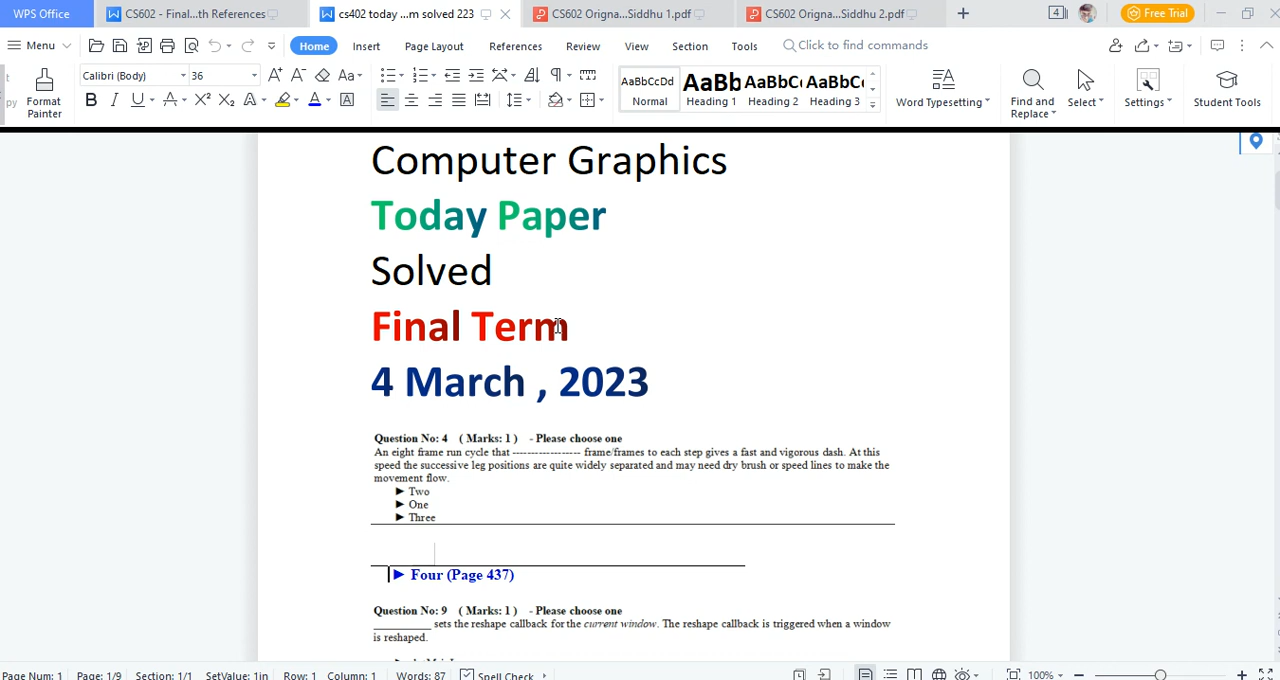 WPS Office CS602 - Final...th References cs402 today ...m solved 223 CS602 Origna...Siddhu 1.pdf CS602 Orígna...Siddhu 2.pdf + 4 Free Trial
Menu Home Insert Page Layout References Review View Section Tools Click to find commands
Calibri (Body) 36 AaBbCcDd AaBb AaBbC AaBbC
Format Painter Normal Heading 1 Heading 2 Heading 3 Word Typesetting Find and Replace Select Settings Student Tools
Computer Graphics
Today Paper
Solved
Final Term
4 March , 2023
Question No: 4 ( Marks: 1 ) - Please choose one
An eight frame run cycle that ------------------ frame/frames to each step gives a fast and vigorous dash. At this
speed the successive leg positions are quite widely separated and may need dry brush or speed lines to make the
movement flow.
► Two
► One
► Three
► Four (Page 437)
Question No: 9 ( Marks: 1 ) - Please choose one
__________ sets the reshape callback for the current window. The reshape callback is triggered when a window
is reshaped.
Page Num: 1 Page: 1/9 Section: 1/1 SetValue: 1in Row: 1 Column: 1 Words: 87 Spell Check 100%